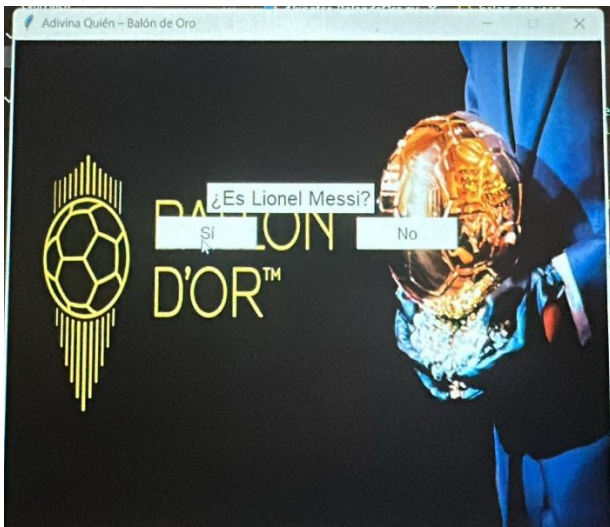 Adivina Quién – Balón de Oro
¿Es Lionel Messi?
Sí
No
D'OR™